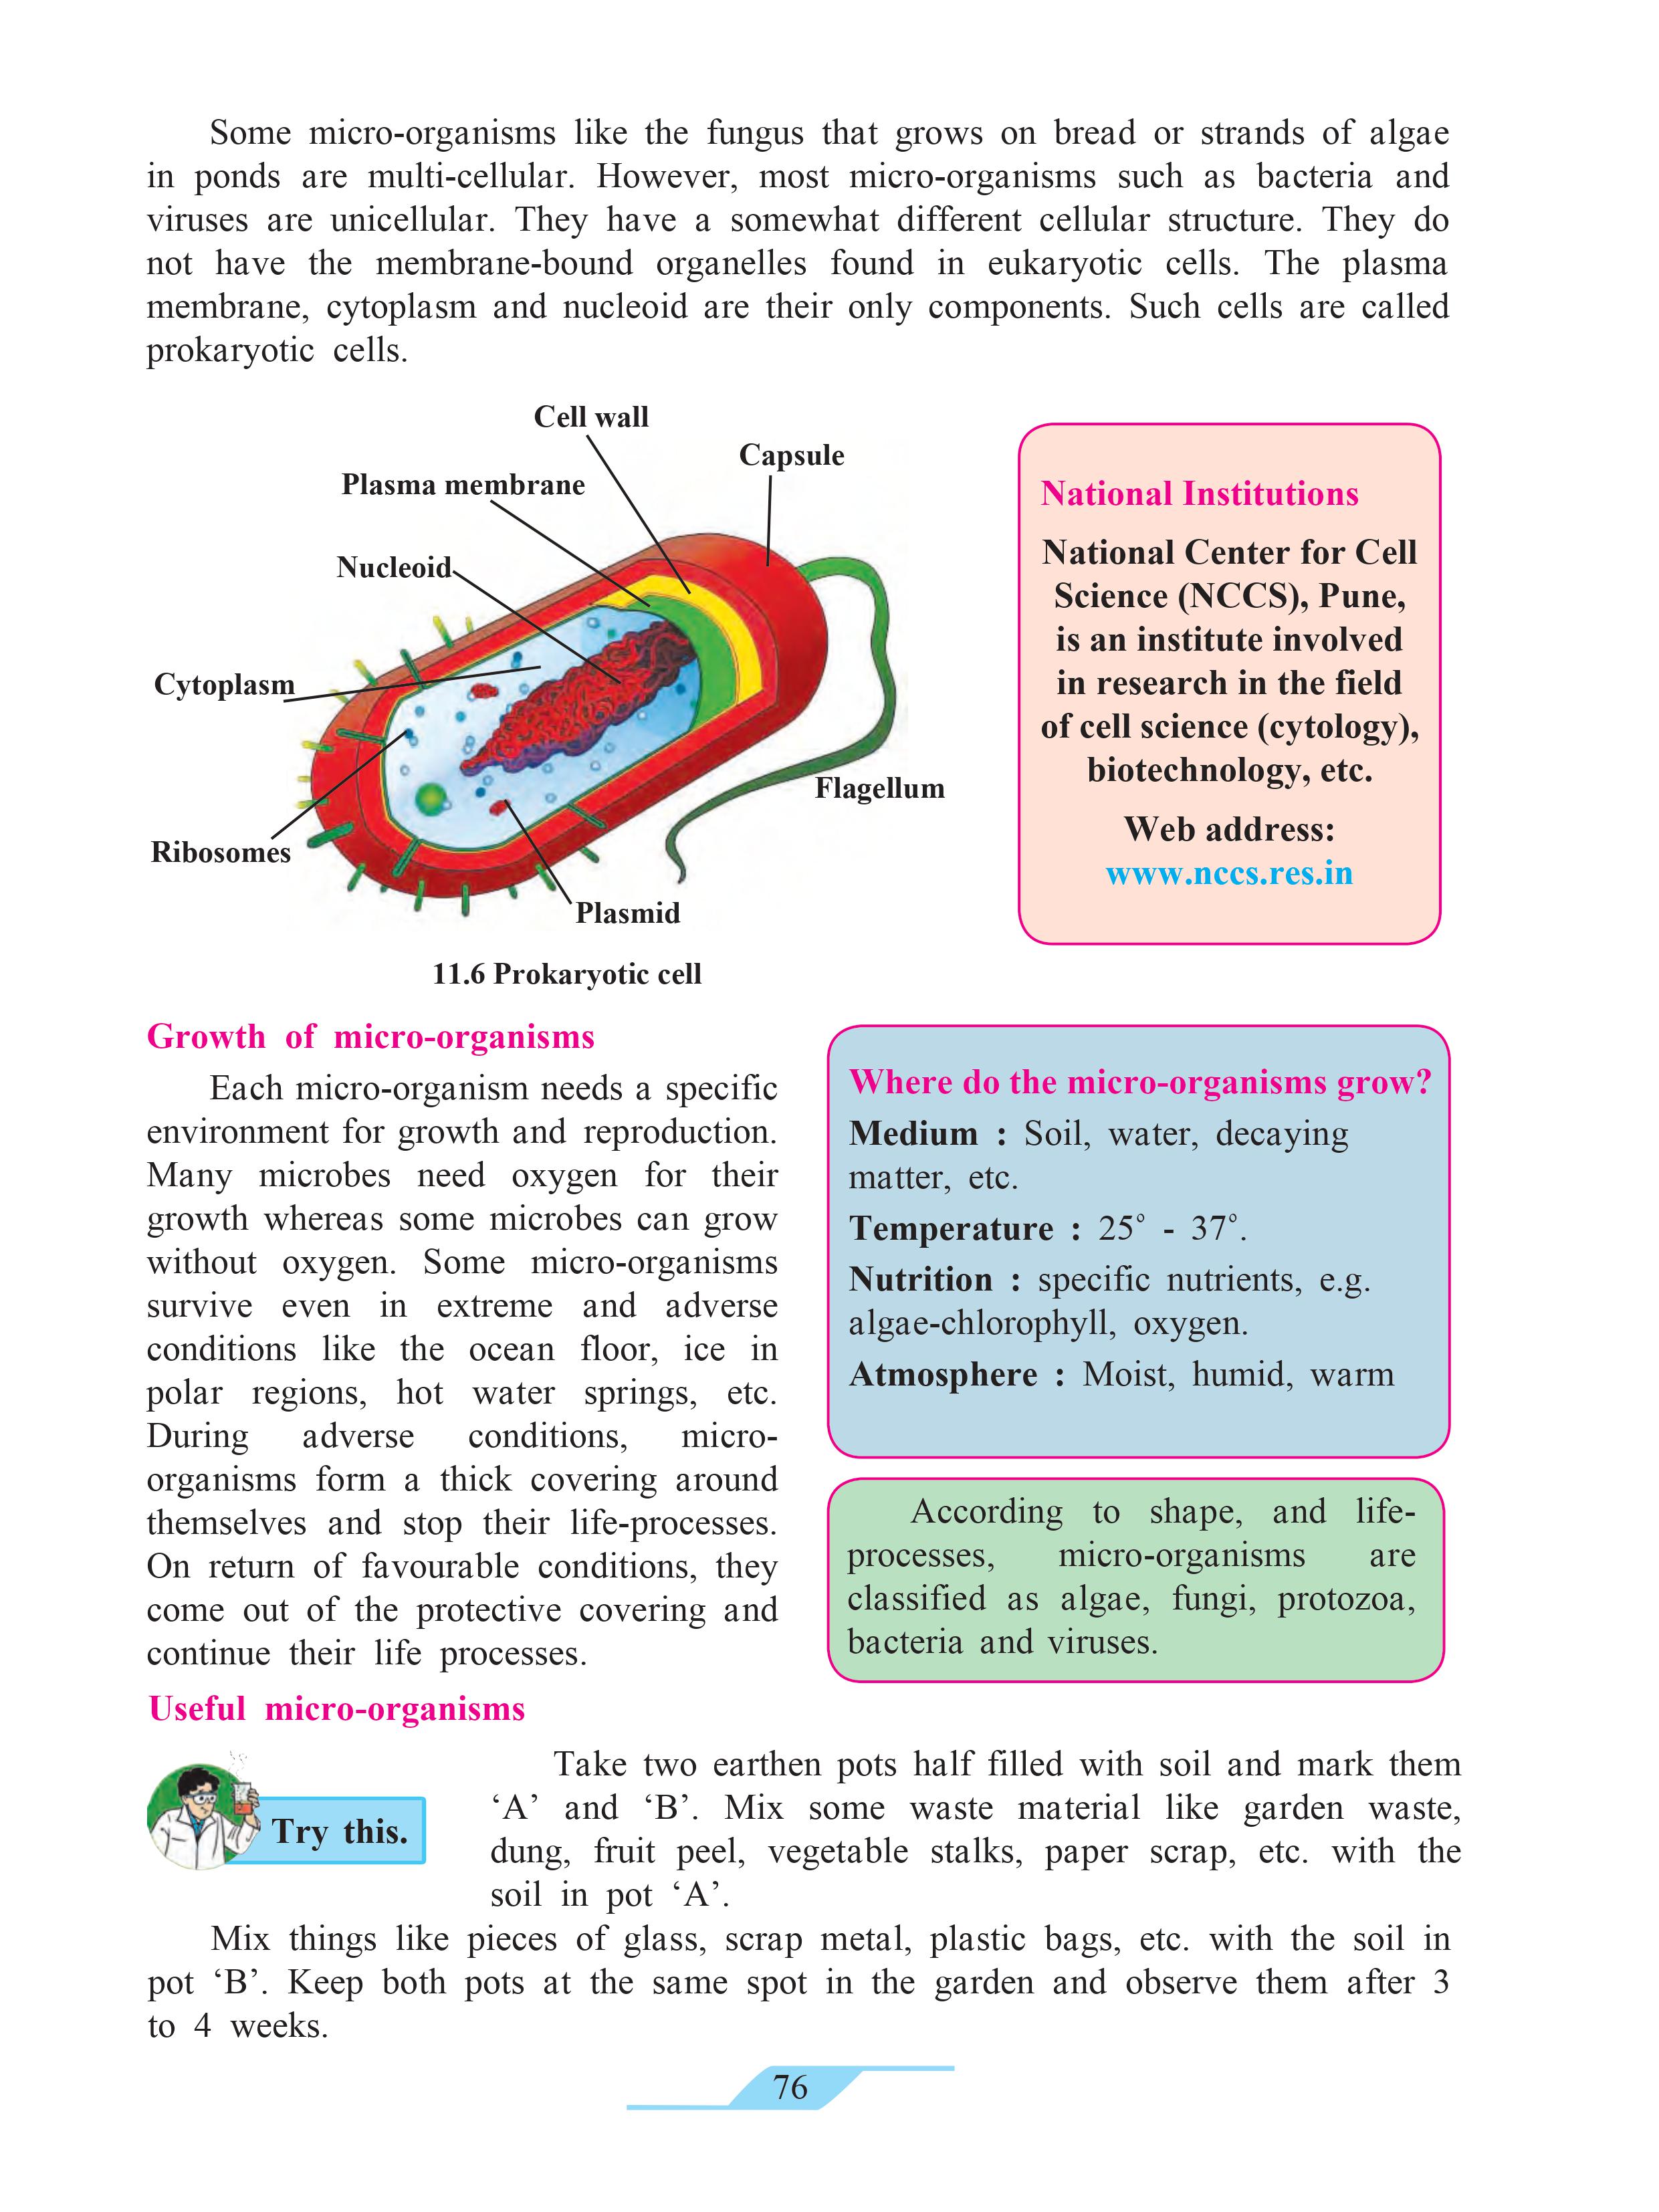 Some micro-organisms like the fungus that grows on bread or strands of algae
in ponds are multi-cellular. However, most micro-organisms such as bacteria and
viruses are unicellular. They have a somewhat different cellular structure. They do
not have the membrane-bound organelles found in eukaryotic cells. The plasma
membrane, cytoplasm and nucleoid are their only components. Such cells are called
prokaryotic cells.
Cell wall
Capsule
Plasma membrane
Nucleoid
Cytoplasm
Flagellum
Ribosomes
Plasmid
11.6 Prokaryotic cell
National Institutions
National Center for Cell
Science (NCCS), Pune,
is an institute involved
in research in the field
of cell science (cytology),
biotechnology, etc.
Web address:
www.nccs.res.in
Growth of micro-organisms
Each micro-organism needs a specific
environment for growth and reproduction.
Many microbes need oxygen for their
growth whereas some microbes can grow
without oxygen. Some micro-organisms
survive even in extreme and adverse
conditions like the ocean floor, ice in
polar regions, hot water springs, etc.
During adverse conditions, micro-
organisms form a thick covering around
themselves and stop their life-processes.
On return of favourable conditions, they
come out of the protective covering and
continue their life processes.
Where do the micro-organisms grow?
Medium : Soil, water, decaying
matter, etc.
Temperature : 25° - 37°.
Nutrition : specific nutrients, e.g.
algae-chlorophyll, oxygen.
Atmosphere : Moist, humid, warm
According to shape, and life-
processes, micro-organisms are
classified as algae, fungi, protozoa,
bacteria and viruses.
Useful micro-organisms
Try this.
Take two earthen pots half filled with soil and mark them
‘A’ and ‘B’. Mix some waste material like garden waste,
dung, fruit peel, vegetable stalks, paper scrap, etc. with the
soil in pot ‘A’.
Mix things like pieces of glass, scrap metal, plastic bags, etc. with the soil in
pot ‘B’. Keep both pots at the same spot in the garden and observe them after 3
to 4 weeks.
76